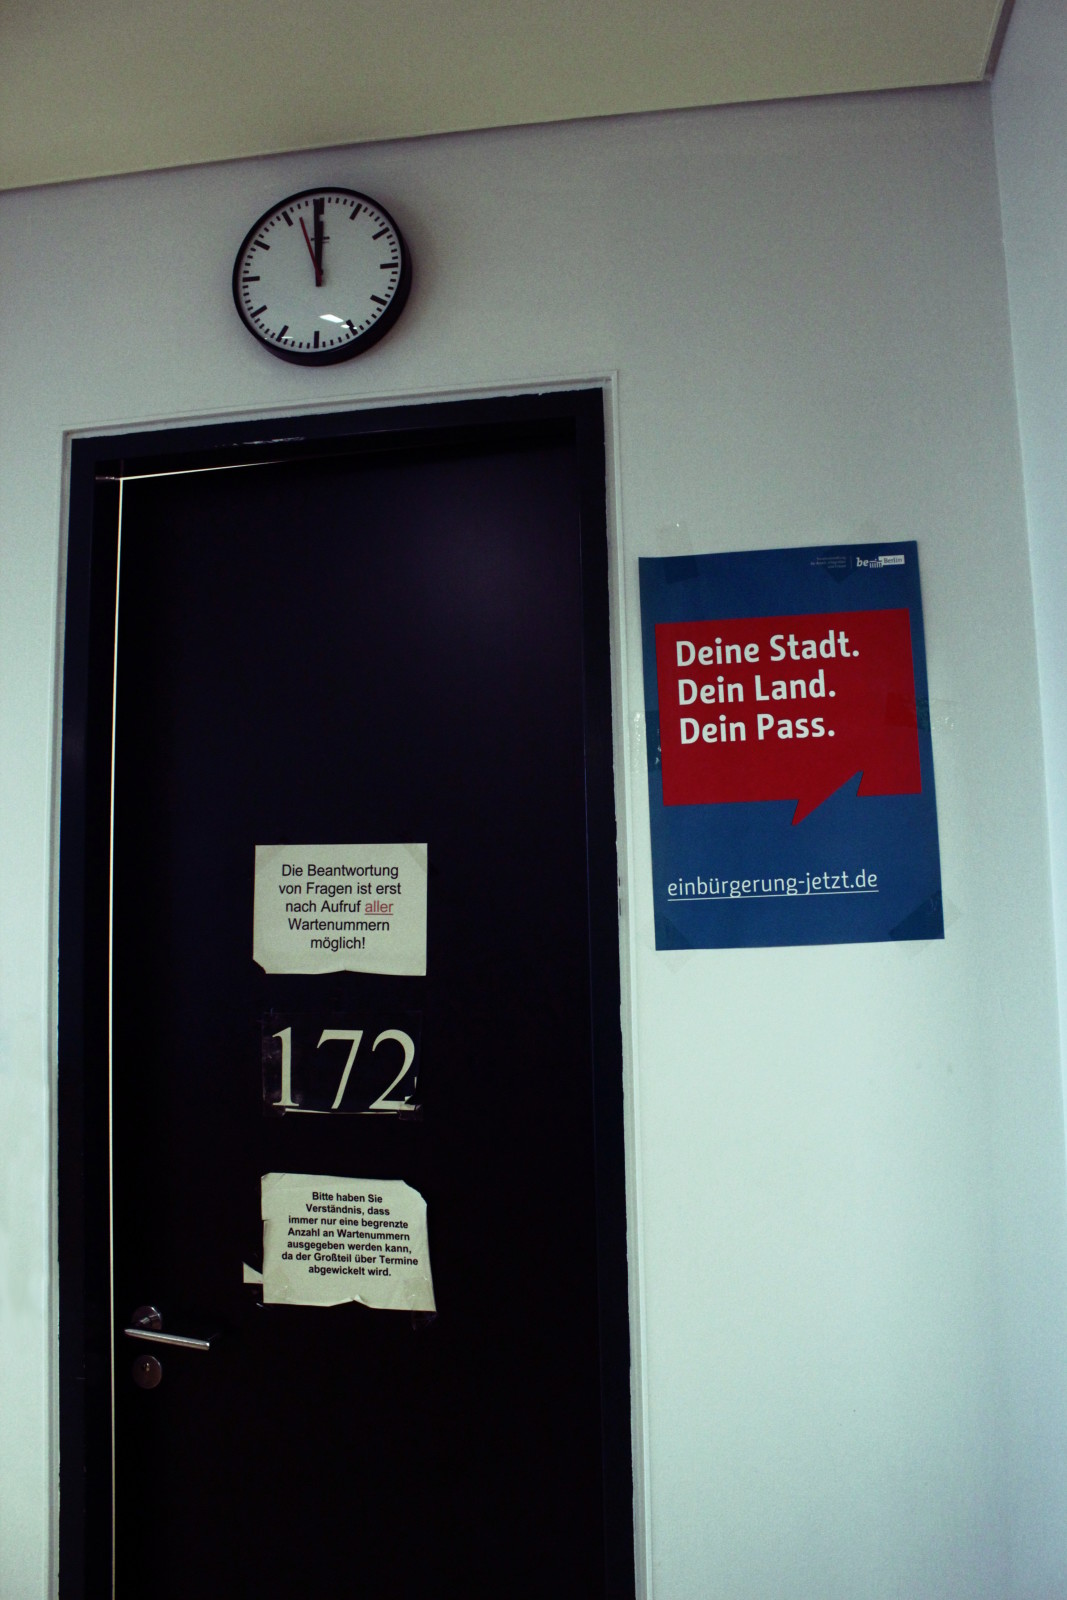 be Berlin
Deine Stadt.
Dein Land.
Dein Pass.
einbürgerung-jetzt.de
Die Beantwortung
von Fragen ist erst
nach Aufruf aller
Wartenummern
möglich!
172
Bitte haben Sie
Verständnis, dass
immer nur eine begrenzte
Anzahl an Wartenummern
ausgegeben werden kann,
da der Großteil über Termine
abgewickelt wird.